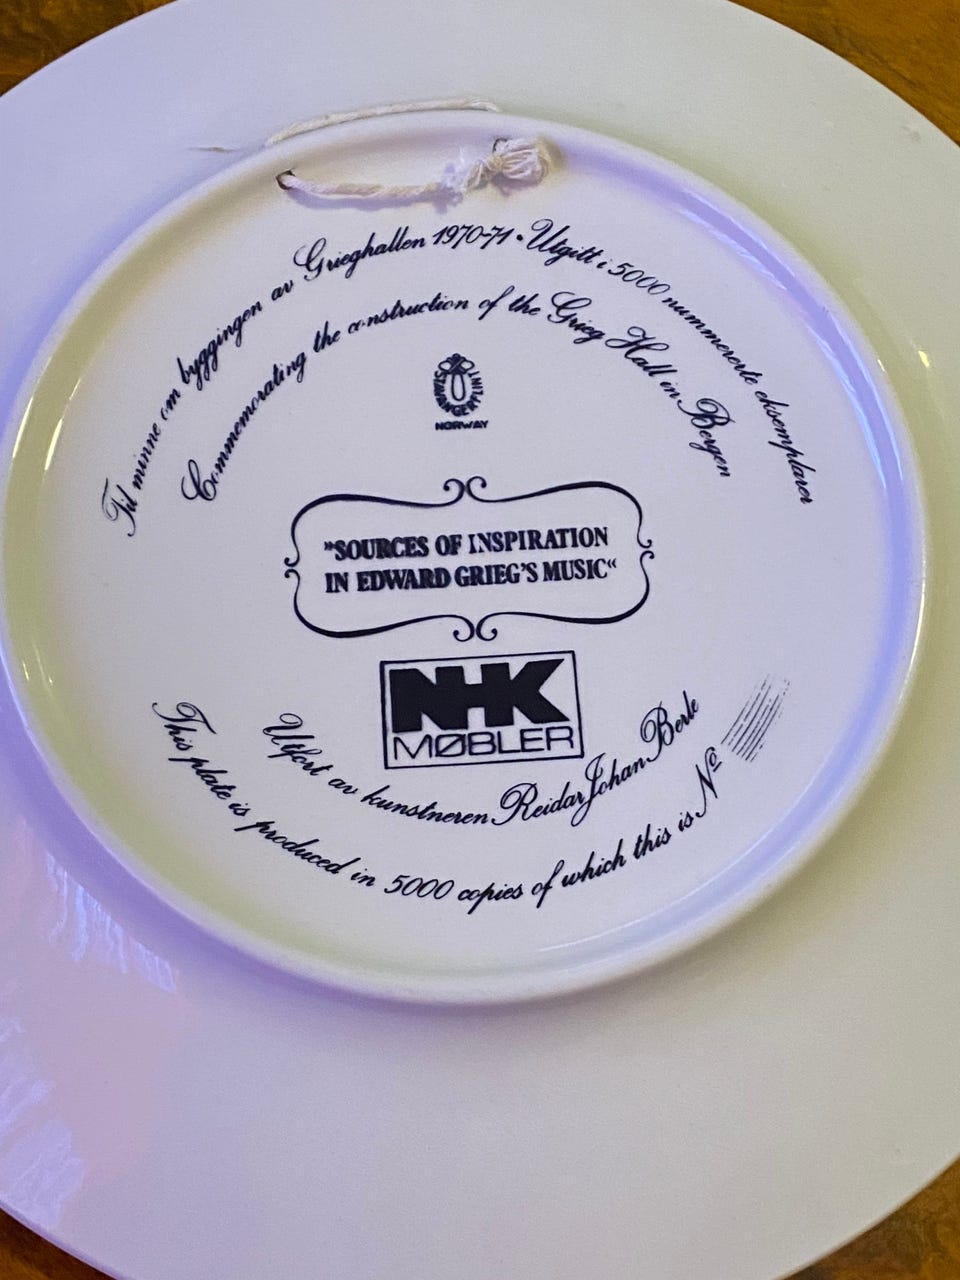 Til minne om byggingen av Grieghallen 1970-71 • Utgitt i 5000 nummererte eksemplarer
Commemorating the construction of the Grieg Hall in Bergen
STAVANGERFLINT
NORWAY
»SOURCES OF INSPIRATION
IN EDWARD GRIEG'S MUSIC«
NHK
MØBLER
Utført av kunstneren Reidar Johan Berle
This plate is produced in 5000 copies of which this is No